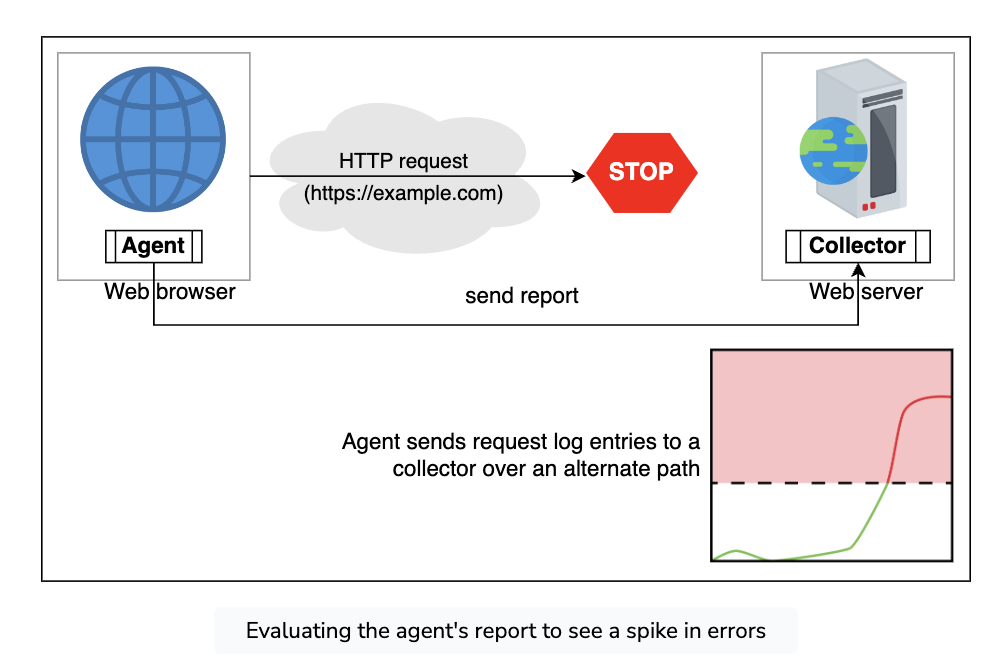 HTTP request
(https://example.com)
STOP
Agent
Collector
Web browser
Web server
send report
Agent sends request log entries to a
collector over an alternate path
Evaluating the agent's report to see a spike in errors